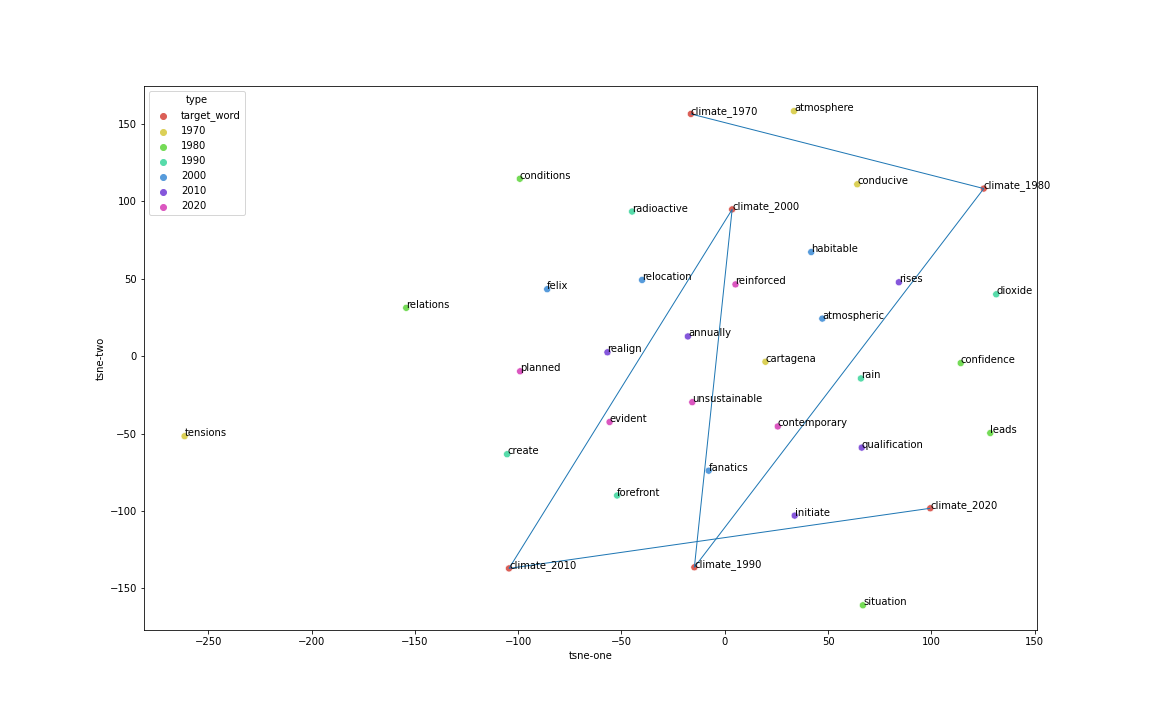 type
target_word
1970
1980
1990
2000
2010
2020
climate_1970
atmosphere
conditions
conducive
climate_1980
radioactive
climate_2000
habitable
relocation
reinforced
rises
felix
dioxide
relations
atmospheric
annually
realign
cartagena
confidence
planned
rain
unsustainable
evident
contemporary
leads
tensions
qualification
create
fanatics
forefront
climate_2020
initiate
climate_2010
climate_1990
situation
150
100
50
0
−50
−100
−150
tsne-two
−250
−200
−150
−100
−50
0
50
100
150
tsne-one